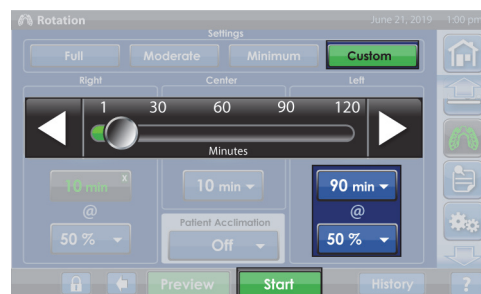 Rotation June 21, 2019 1:00 pm
Settings
Full Moderate Minimum Custom
Right Center Left
1 30 60 90 120
Minutes
10 min x 10 min 90 min
@ @
Patient Acclimation
50 % Off 50 %
Preview Start History ?